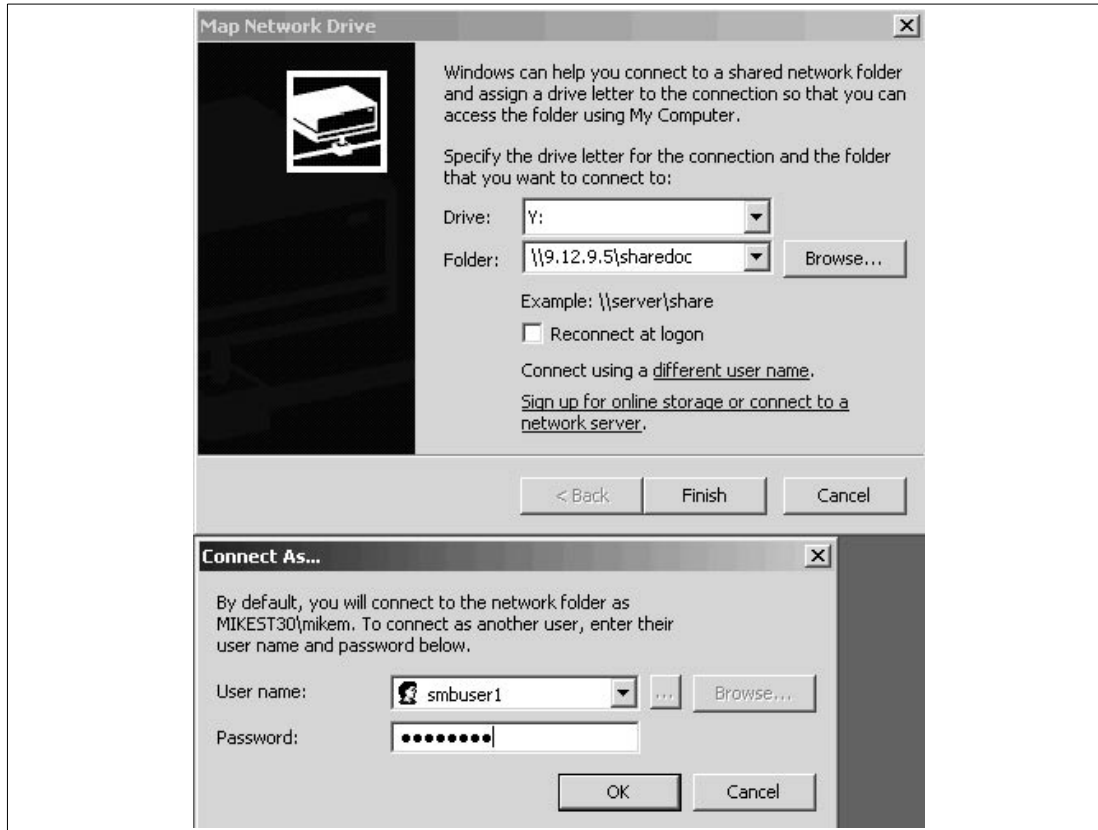 Map Network Drive
Windows can help you connect to a shared network folder
and assign a drive letter to the connection so that you can
access the folder using My Computer.
Specify the drive letter for the connection and the folder
that you want to connect to:
Drive: Y:
Folder: \\9.12.9.5\sharedoc Browse...
Example: \\server\share
Reconnect at logon
Connect using a different user name.
Sign up for online storage or connect to a
network server.
< Back Finish Cancel
Connect As...
By default, you will connect to the network folder as
MIKEST30\mikem. To connect as another user, enter their
user name and password below.
User name: smbuser1 ... Browse...
Password: ●●●●●●●●
OK Cancel